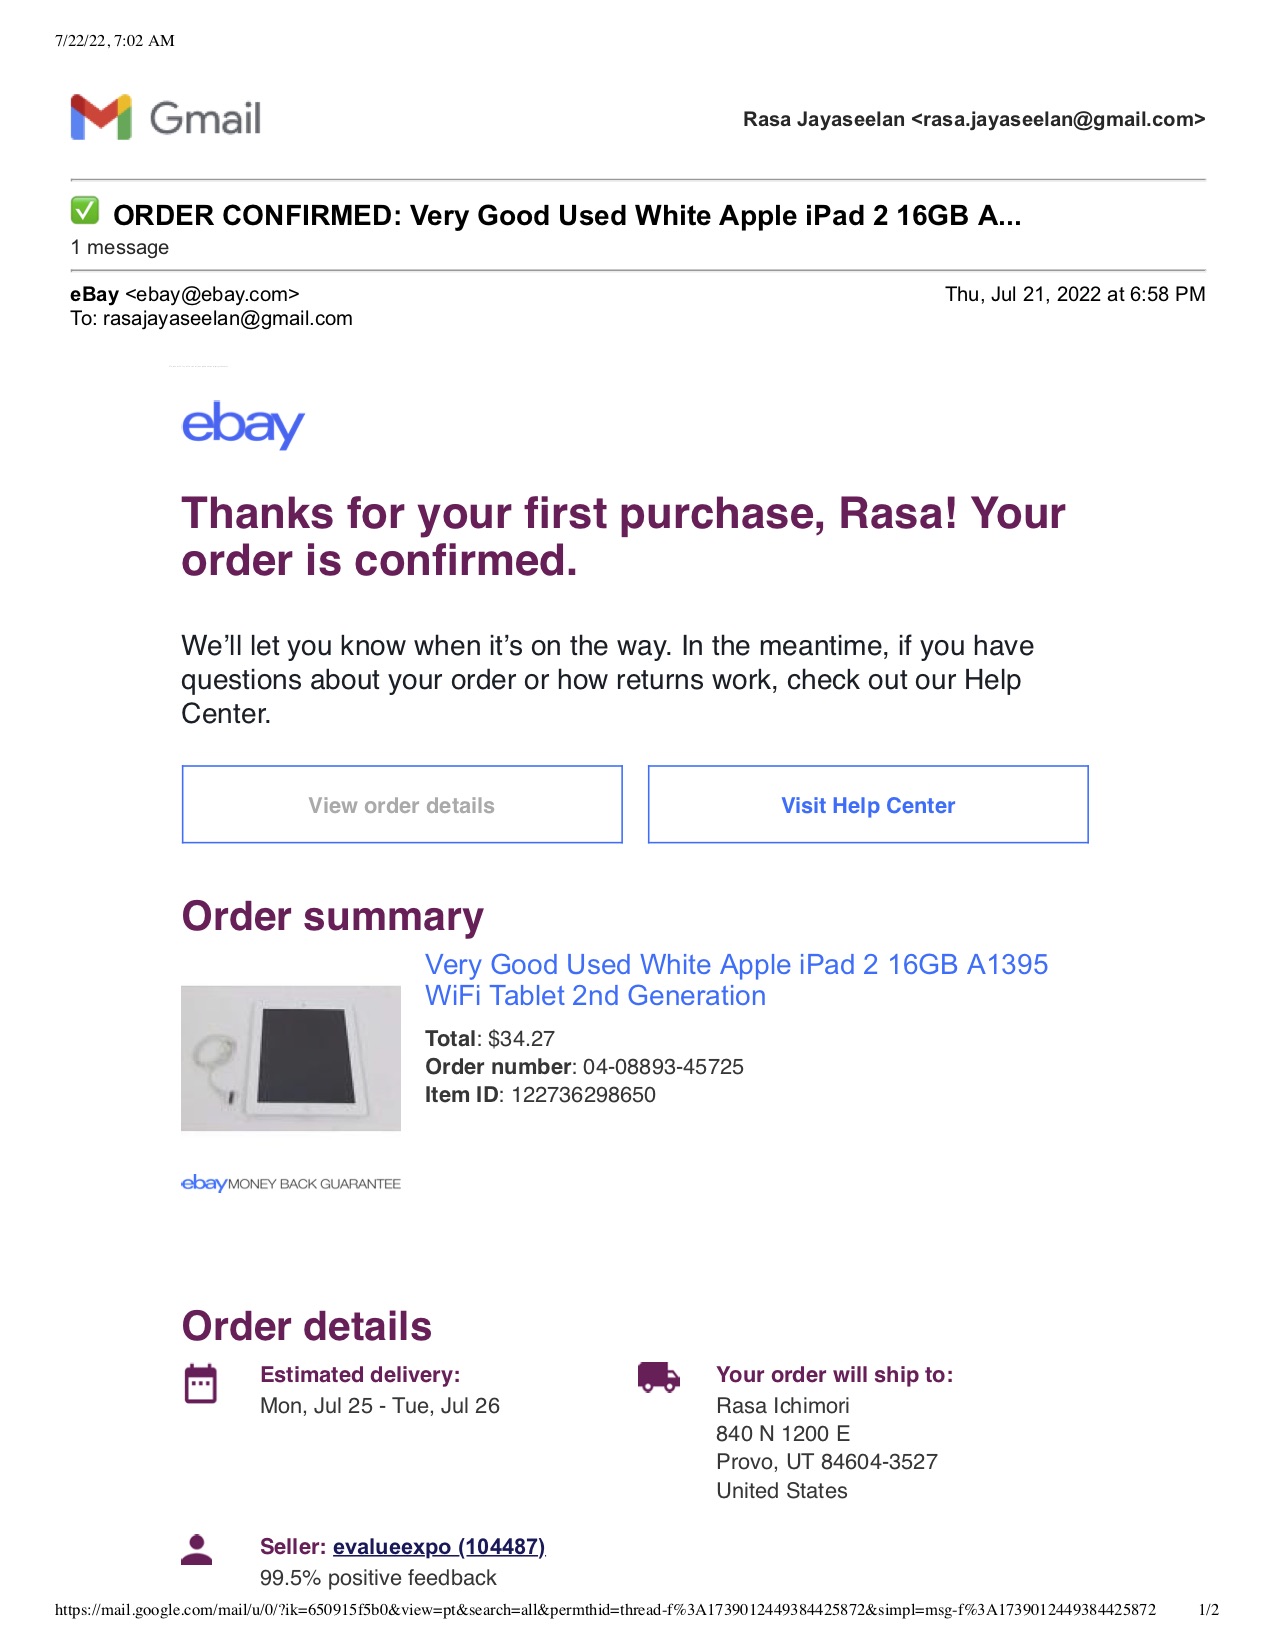 7/22/22, 7:02 AM
Gmail
Rasa Jayaseelan <rasa.jayaseelan@gmail.com>
✅ ORDER CONFIRMED: Very Good Used White Apple iPad 2 16GB A...
1 message
eBay <ebay@ebay.com>
Thu, Jul 21, 2022 at 6:58 PM
To: rasajayaseelan@gmail.com
ebay
Thanks for your first purchase, Rasa! Your
order is confirmed.
We’ll let you know when it’s on the way. In the meantime, if you have
questions about your order or how returns work, check out our Help
Center.
View order details
Visit Help Center
Order summary
Very Good Used White Apple iPad 2 16GB A1395
WiFi Tablet 2nd Generation
Total: $34.27
Order number: 04-08893-45725
Item ID: 122736298650
ebay MONEY BACK GUARANTEE
Order details
Estimated delivery:
Mon, Jul 25 - Tue, Jul 26
Your order will ship to:
Rasa Ichimori
840 N 1200 E
Provo, UT 84604-3527
United States
Seller: evalueexpo (104487)
99.5% positive feedback
https://mail.google.com/mail/u/0/?ik=650915f5b0&view=pt&search=all&permthid=thread-f%3A1739012449384425872&simpl=msg-f%3A1739012449384425872
1/2